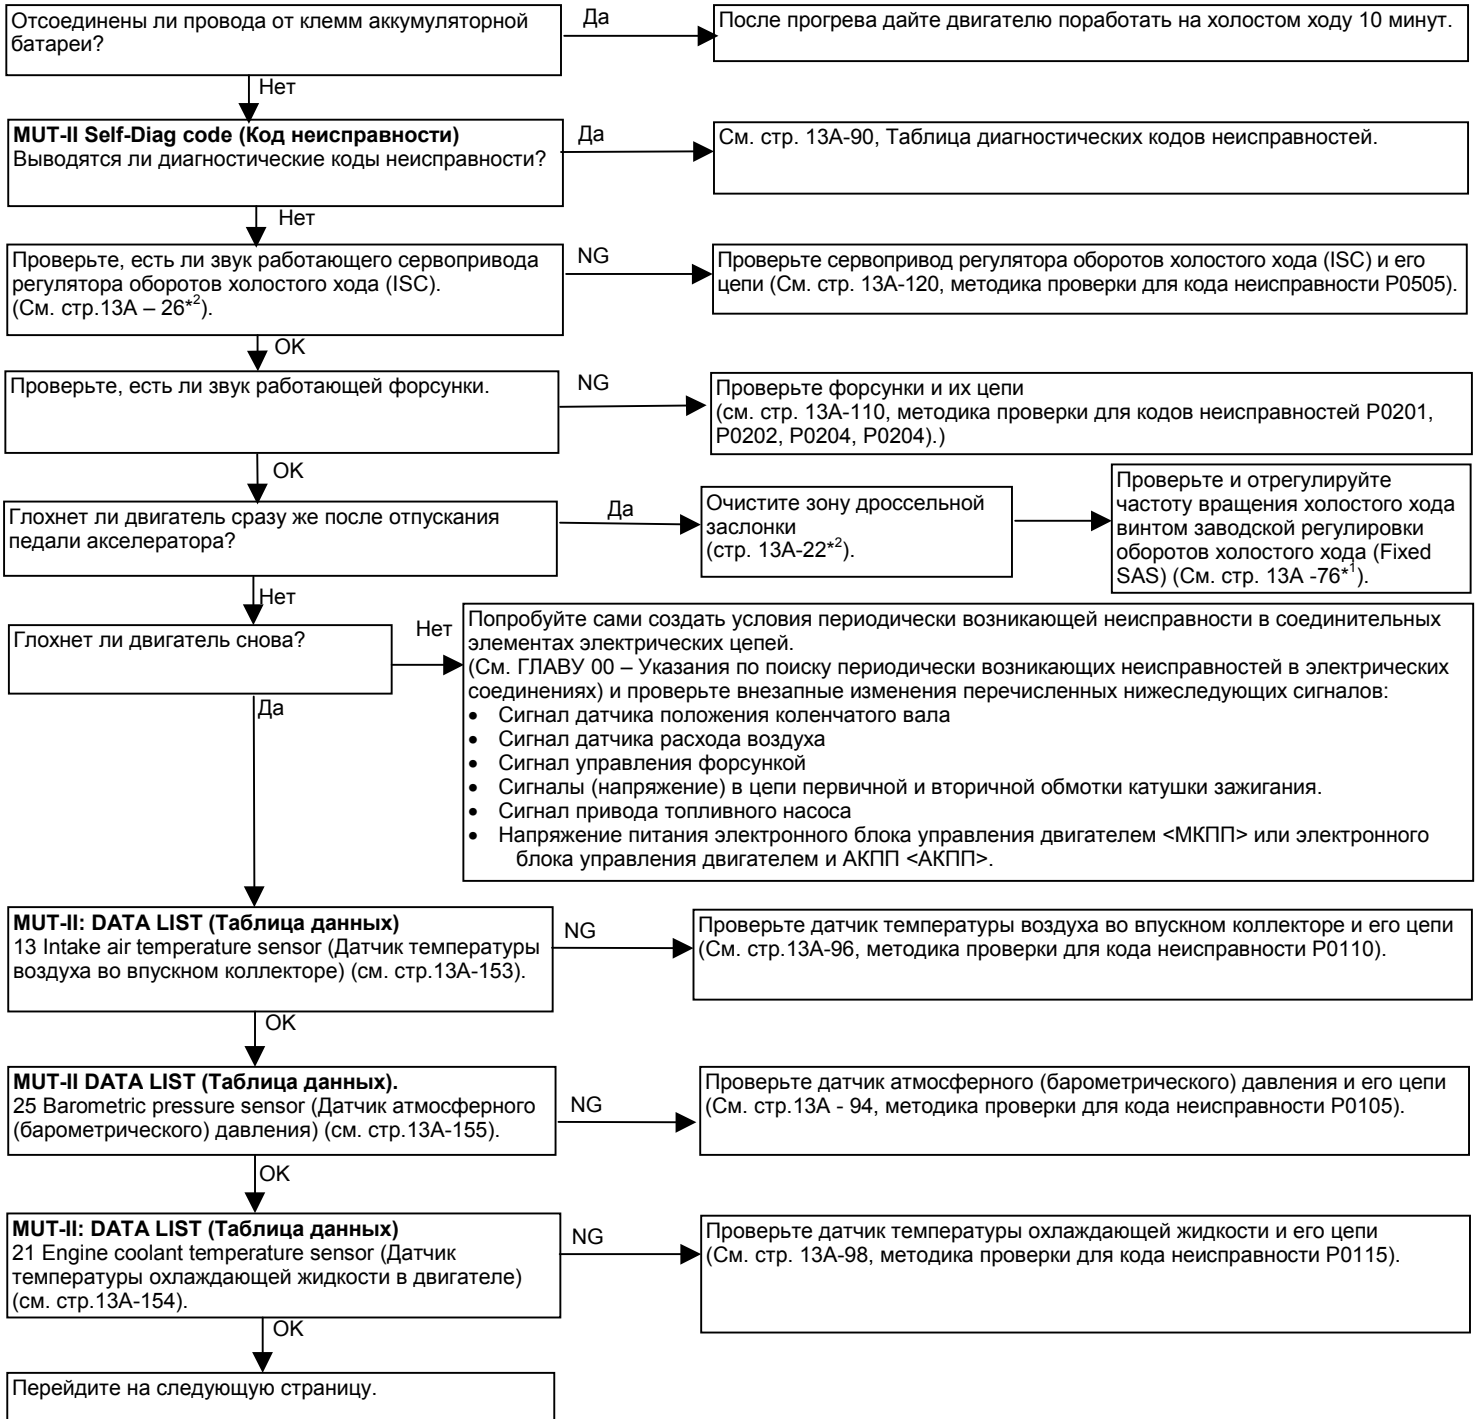 Отсоединены ли провода от клемм аккумуляторной
батареи?
Да
После прогрева дайте двигателю поработать на холостом ходу 10 минут.
Нет
MUT-II Self-Diag code (Код неисправности)
Выводятся ли диагностические коды неисправности?
Да
См. стр. 13A-90, Таблица диагностических кодов неисправностей.
Нет
Проверьте, есть ли звук работающего сервопривода
регулятора оборотов холостого хода (ISC).
(См. стр.13A – 26*²).
NG
Проверьте сервопривод регулятора оборотов холостого хода (ISC) и его
цепи (См. стр. 13A-120, методика проверки для кода неисправности P0505).
OK
Проверьте, есть ли звук работающей форсунки.
NG
Проверьте форсунки и их цепи
(см. стр. 13A-110, методика проверки для кодов неисправностей P0201,
P0202, P0204, P0204).)
OK
Глохнет ли двигатель сразу же после отпускания
педали акселератора?
Да
Очистите зону дроссельной
заслонки
(стр. 13A-22*²).
Проверьте и отрегулируйте
частоту вращения холостого хода
винтом заводской регулировки
оборотов холостого хода (Fixed
SAS) (См. стр. 13A -76*¹).
Нет
Глохнет ли двигатель снова?
Нет
Попробуйте сами создать условия периодически возникающей неисправности в соединительных
элементах электрических цепей.
(См. ГЛАВУ 00 – Указания по поиску периодически возникающих неисправностей в электрических
соединениях) и проверьте внезапные изменения перечисленных нижеследующих сигналов:
• Сигнал датчика положения коленчатого вала
• Сигнал датчика расхода воздуха
• Сигнал управления форсункой
• Сигналы (напряжение) в цепи первичной и вторичной обмотки катушки зажигания.
• Сигнал привода топливного насоса
• Напряжение питания электронного блока управления двигателем <МКПП> или электронного
блока управления двигателем и АКПП <АКПП>.
Да
MUT-II: DATA LIST (Таблица данных)
13 Intake air temperature sensor (Датчик температуры
воздуха во впускном коллекторе) (см. стр.13A-153).
NG
Проверьте датчик температуры воздуха во впускном коллекторе и его цепи
(См. стр.13A-96, методика проверки для кода неисправности P0110).
OK
MUT-II DATA LIST (Таблица данных).
25 Barometric pressure sensor (Датчик атмосферного
(барометрического) давления) (см. стр.13A-155).
NG
Проверьте датчик атмосферного (барометрического) давления и его цепи
(См. стр.13A - 94, методика проверки для кода неисправности P0105).
OK
MUT-II: DATA LIST (Таблица данных)
21 Engine coolant temperature sensor (Датчик
температуры охлаждающей жидкости в двигателе)
(см. стр.13A-154).
NG
Проверьте датчик температуры охлаждающей жидкости и его цепи
(См. стр. 13A-98, методика проверки для кода неисправности P0115).
OK
Перейдите на следующую страницу.